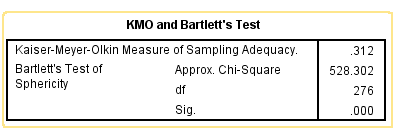 KMO and Bartlett's Test
Kaiser-Meyer-Olkin Measure of Sampling Adequacy. .312
Bartlett's Test of Sphericity Approx. Chi-Square 528.302
df 276
Sig. .000